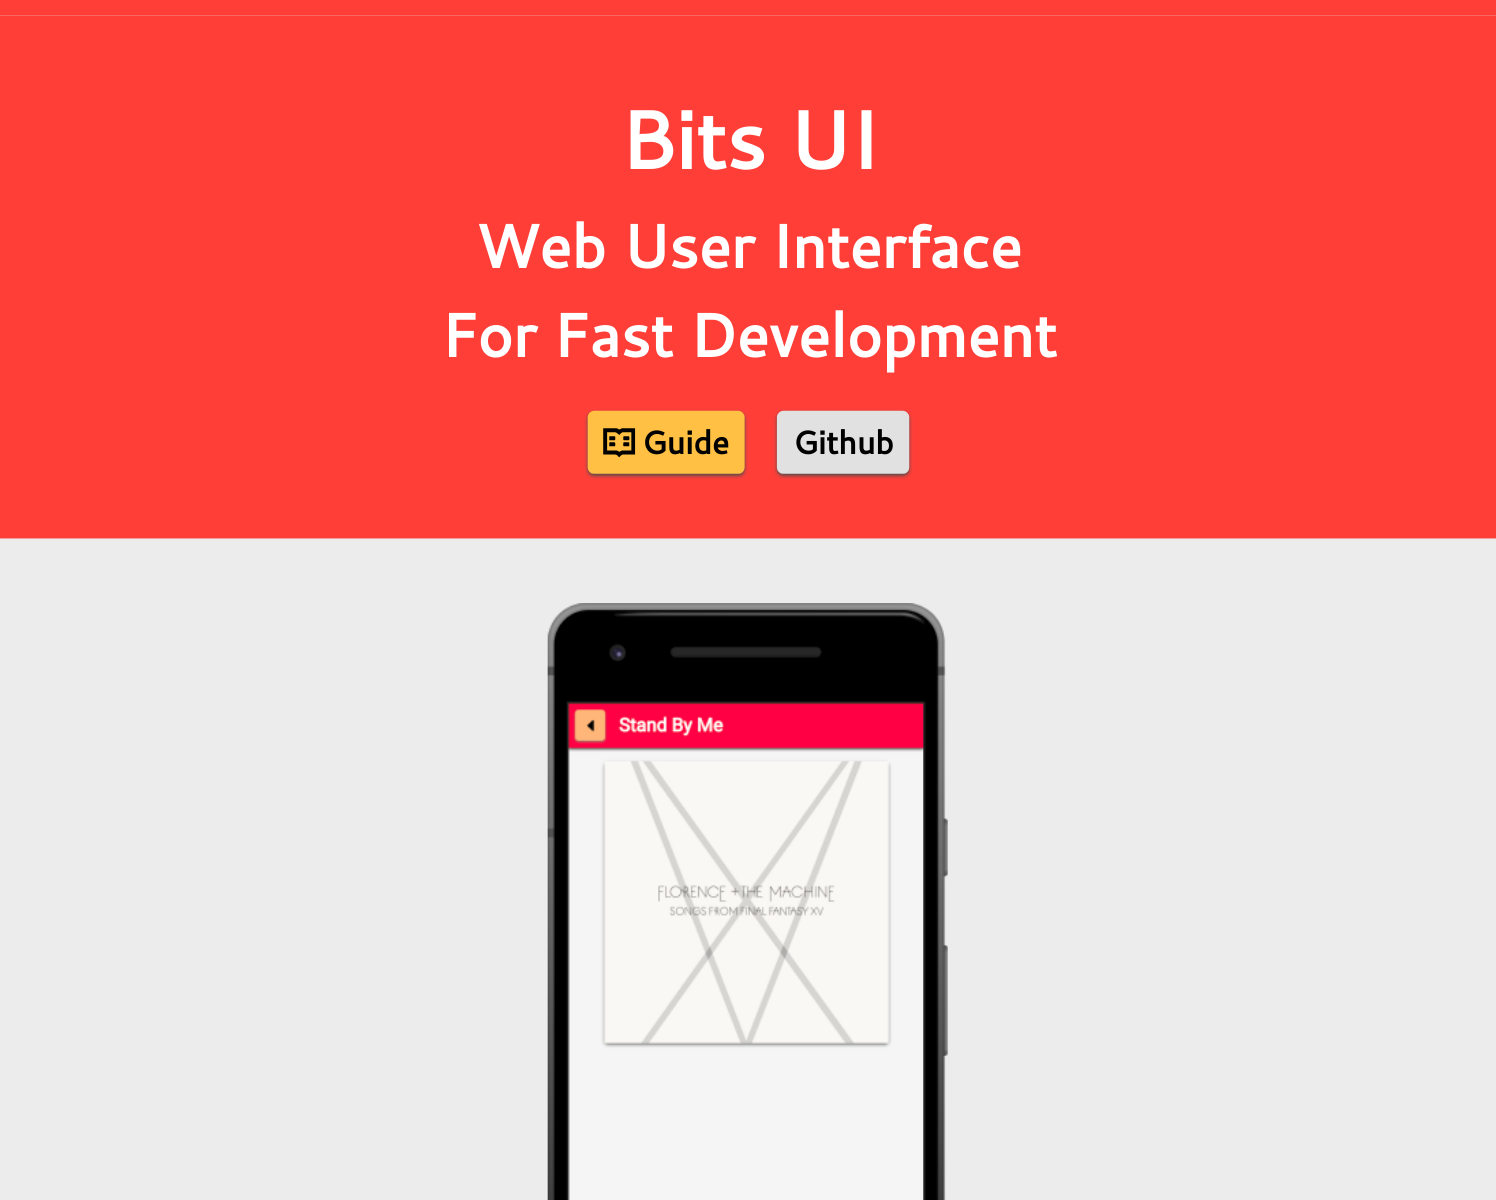 Bits UI
Web User Interface
For Fast Development
Guide
Github
Stand By Me
FLORENCE + THE MACHINE
SONGS FROM FINAL FANTASY XV